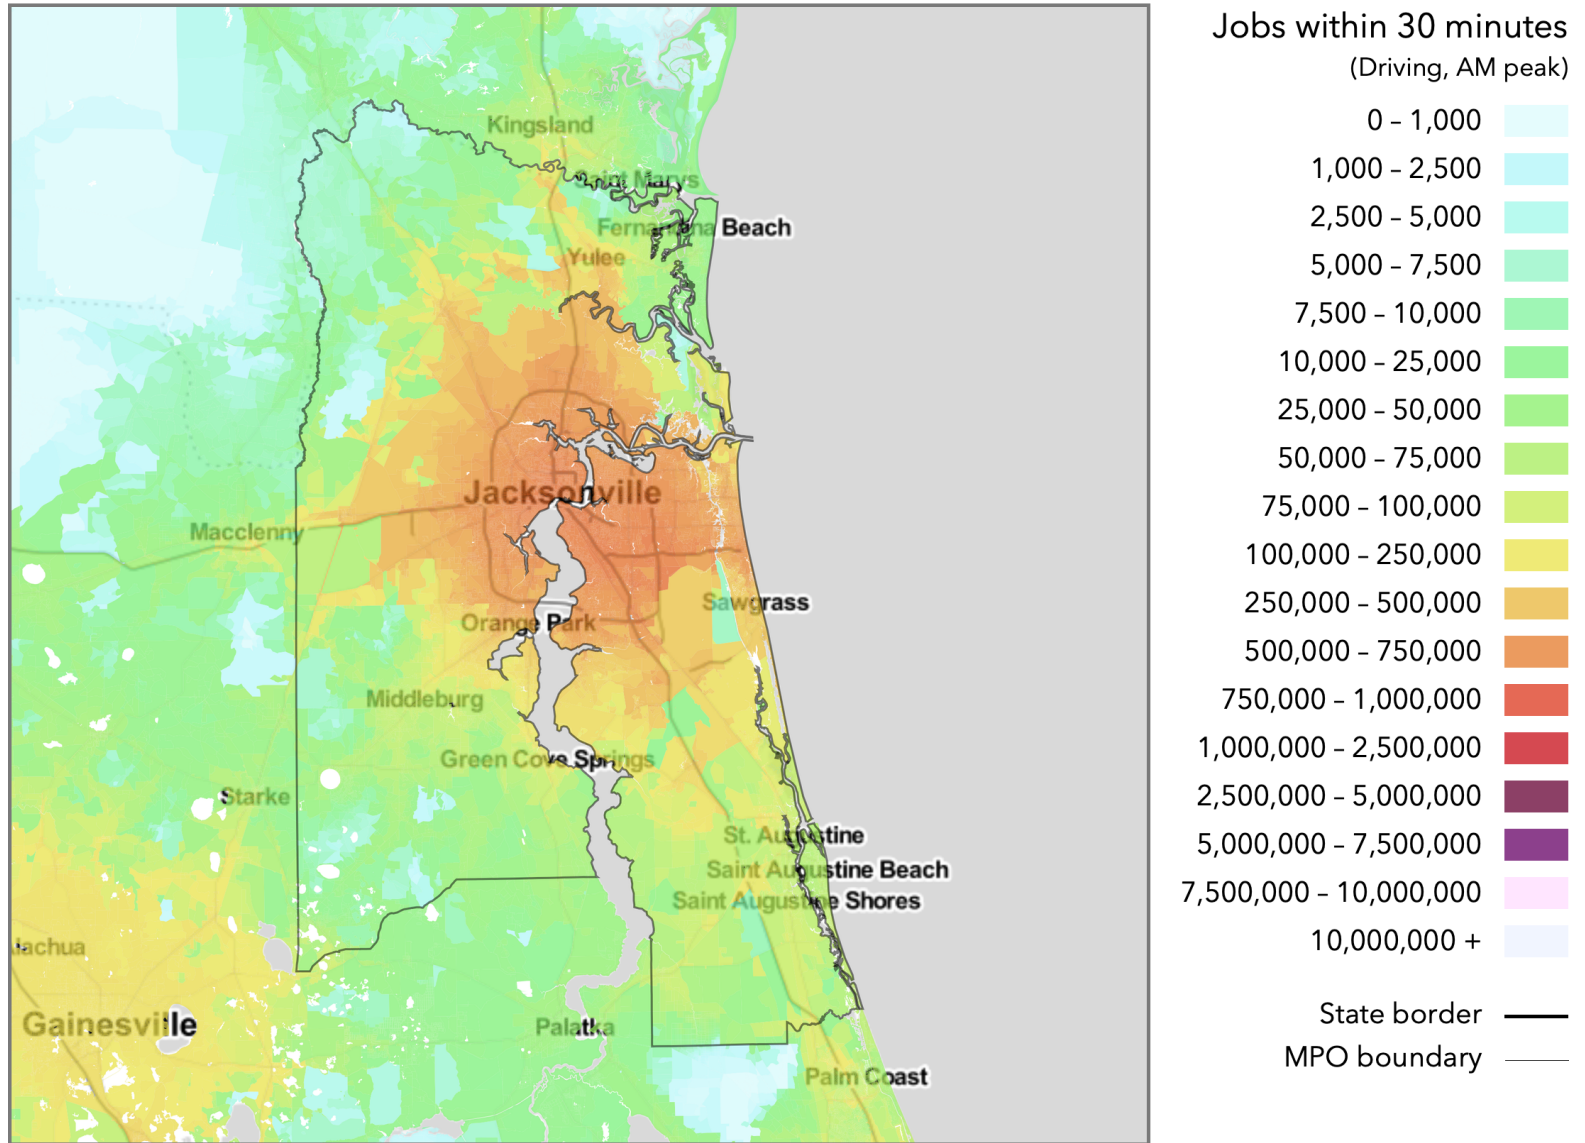 Jobs within 30 minutes
(Driving, AM peak)
0 – 1,000
1,000 – 2,500
2,500 – 5,000
5,000 – 7,500
7,500 – 10,000
10,000 – 25,000
25,000 – 50,000
50,000 – 75,000
75,000 – 100,000
100,000 – 250,000
250,000 – 500,000
500,000 – 750,000
750,000 – 1,000,000
1,000,000 – 2,500,000
2,500,000 – 5,000,000
5,000,000 – 7,500,000
7,500,000 – 10,000,000
10,000,000 +
State border
MPO boundary
Kingsland
Saint Marys
Fernandina Beach
Yulee
Jacksonville
Macclenny
Sawgrass
Orange Park
Middleburg
Green Cove Springs
Starke
St. Augustine
Saint Augustine Beach
Saint Augustine Shores
lachua
Gainesville
Palatka
Palm Coast